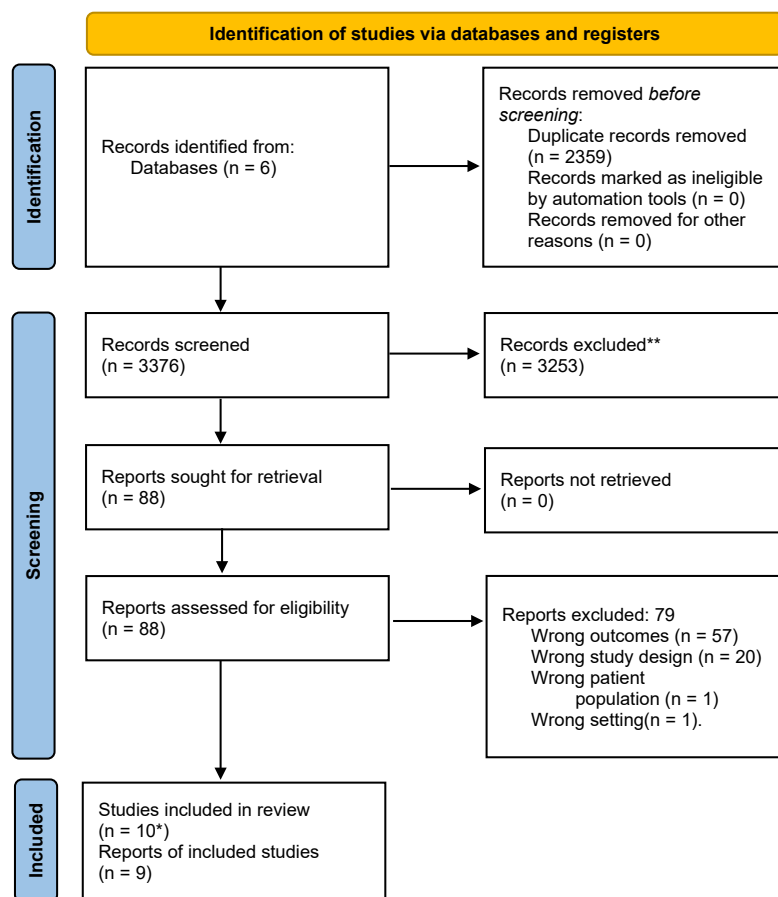 Identification of studies via databases and registers
Identification
Records identified from:
Databases (n = 6)
Records removed before
screening:
Duplicate records removed
(n = 2359)
Records marked as ineligible
by automation tools (n = 0)
Records removed for other
reasons (n = 0)
Screening
Records screened
(n = 3376)
Records excluded**
(n = 3253)
Reports sought for retrieval
(n = 88)
Reports not retrieved
(n = 0)
Reports assessed for eligibility
(n = 88)
Reports excluded: 79
Wrong outcomes (n = 57)
Wrong study design (n = 20)
Wrong patient
population (n = 1)
Wrong setting(n = 1).
Included
Studies included in review
(n = 10*)
Reports of included studies
(n = 9)